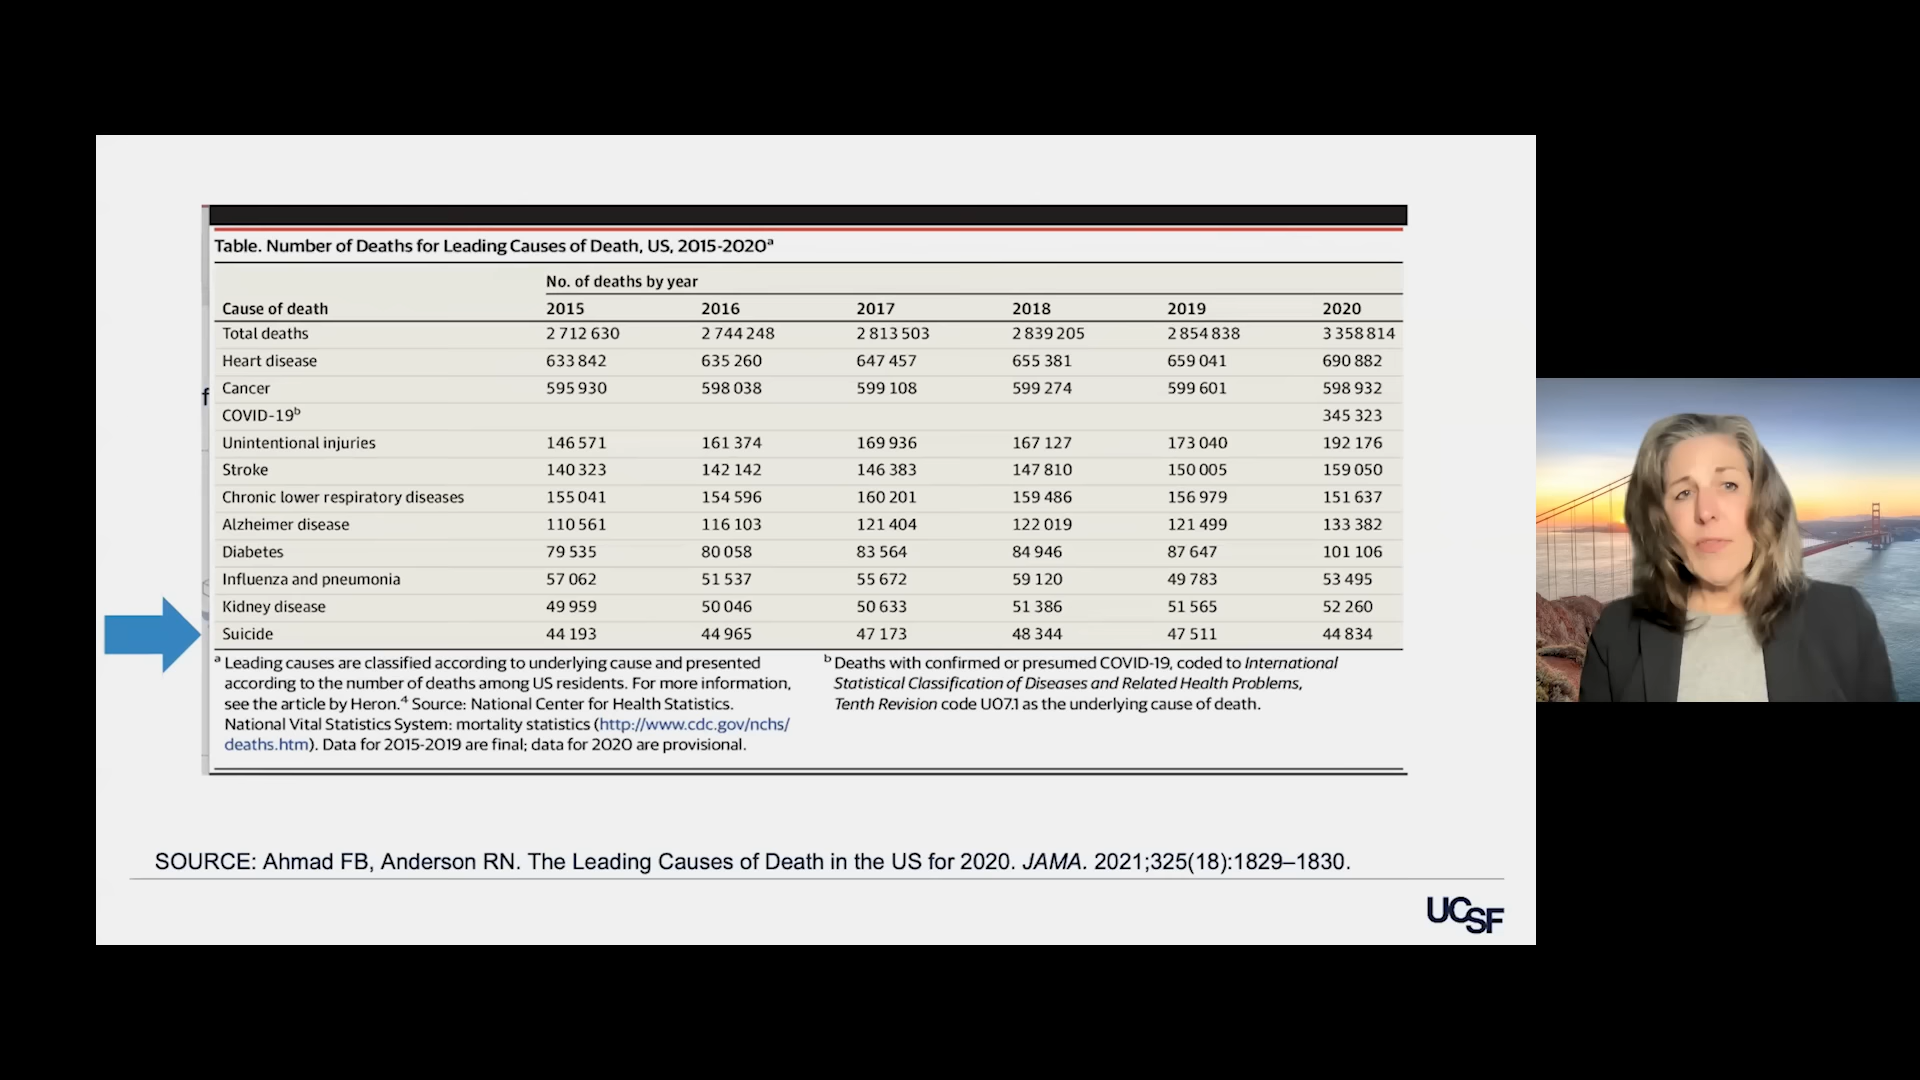 Table. Number of Deaths for Leading Causes of Death, US, 2015-2020ᵃ
No. of deaths by year
Cause of death 2015 2016 2017 2018 2019 2020
Total deaths 2 712 630 2 744 248 2 813 503 2 839 205 2 854 838 3 358 814
Heart disease 633 842 635 260 647 457 655 381 659 041 690 882
Cancer 595 930 598 038 599 108 599 274 599 601 598 932
COVID-19ᵇ 345 323
Unintentional injuries 146 571 161 374 169 936 167 127 173 040 192 176
Stroke 140 323 142 142 146 383 147 810 150 005 159 050
Chronic lower respiratory diseases 155 041 154 596 160 201 159 486 156 979 151 637
Alzheimer disease 110 561 116 103 121 404 122 019 121 499 133 382
Diabetes 79 535 80 058 83 564 84 946 87 647 101 106
Influenza and pneumonia 57 062 51 537 55 672 59 120 49 783 53 495
Kidney disease 49 959 50 046 50 633 51 386 51 565 52 260
Suicide 44 193 44 965 47 173 48 344 47 511 44 834
ᵃ Leading causes are classified according to underlying cause and presented
according to the number of deaths among US residents. For more information,
see the article by Heron.⁴ Source: National Center for Health Statistics.
National Vital Statistics System: mortality statistics (http://www.cdc.gov/nchs/
deaths.htm). Data for 2015-2019 are final; data for 2020 are provisional.
ᵇ Deaths with confirmed or presumed COVID-19, coded to International
Statistical Classification of Diseases and Related Health Problems,
Tenth Revision code U07.1 as the underlying cause of death.
f
SOURCE: Ahmad FB, Anderson RN. The Leading Causes of Death in the US for 2020. JAMA. 2021;325(18):1829–1830.
UCSF